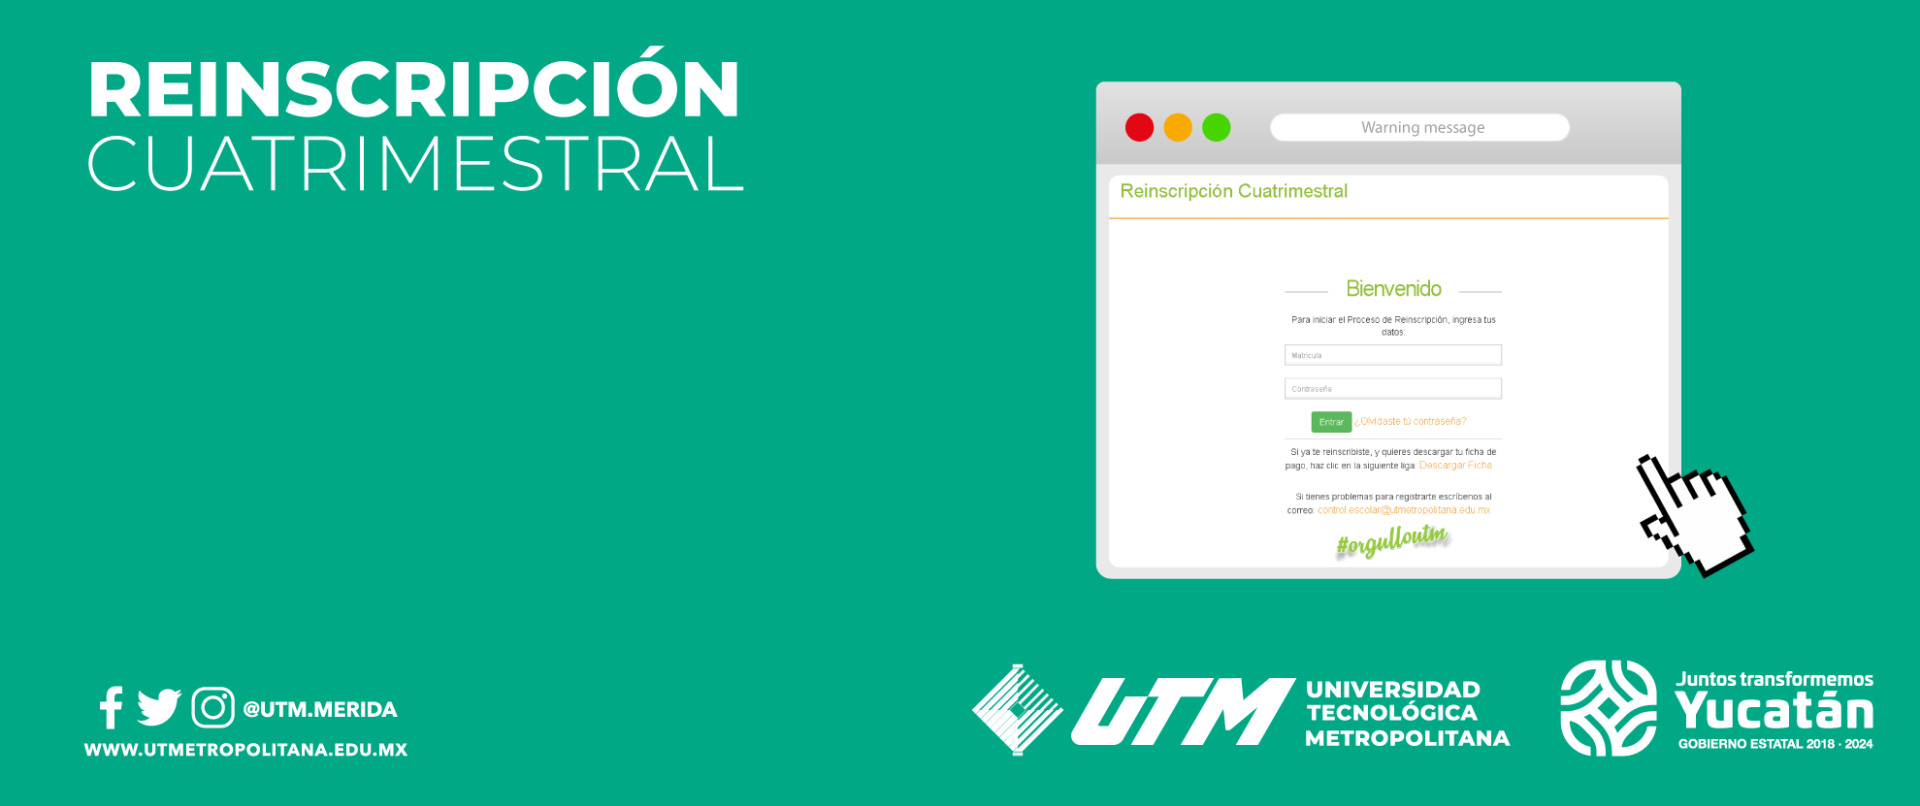 REINSCRIPCIÓN
CUATRIMESTRAL
Warning message
Reinscripción Cuatrimestral
Bienvenido
Para iniciar el Proceso de Reinscripción, ingresa tus
datos:
Matricula
Contraseña
Entrar ¿Olvidaste tú contraseña?
Si ya te reinscribiste, y quieres descargar tu ficha de
pago, haz clic en la siguiente liga: Descargar Ficha
Si tienes problemas para registrarte escríbenos al
correo: control.escolar@utmetropolitana.edu.mx
#orgulloutm
@UTM.MERIDA
WWW.UTMETROPOLITANA.EDU.MX
UTM
UNIVERSIDAD
TECNOLÓGICA
METROPOLITANA
Juntos transformemos
Yucatán
GOBIERNO ESTATAL 2018 - 2024